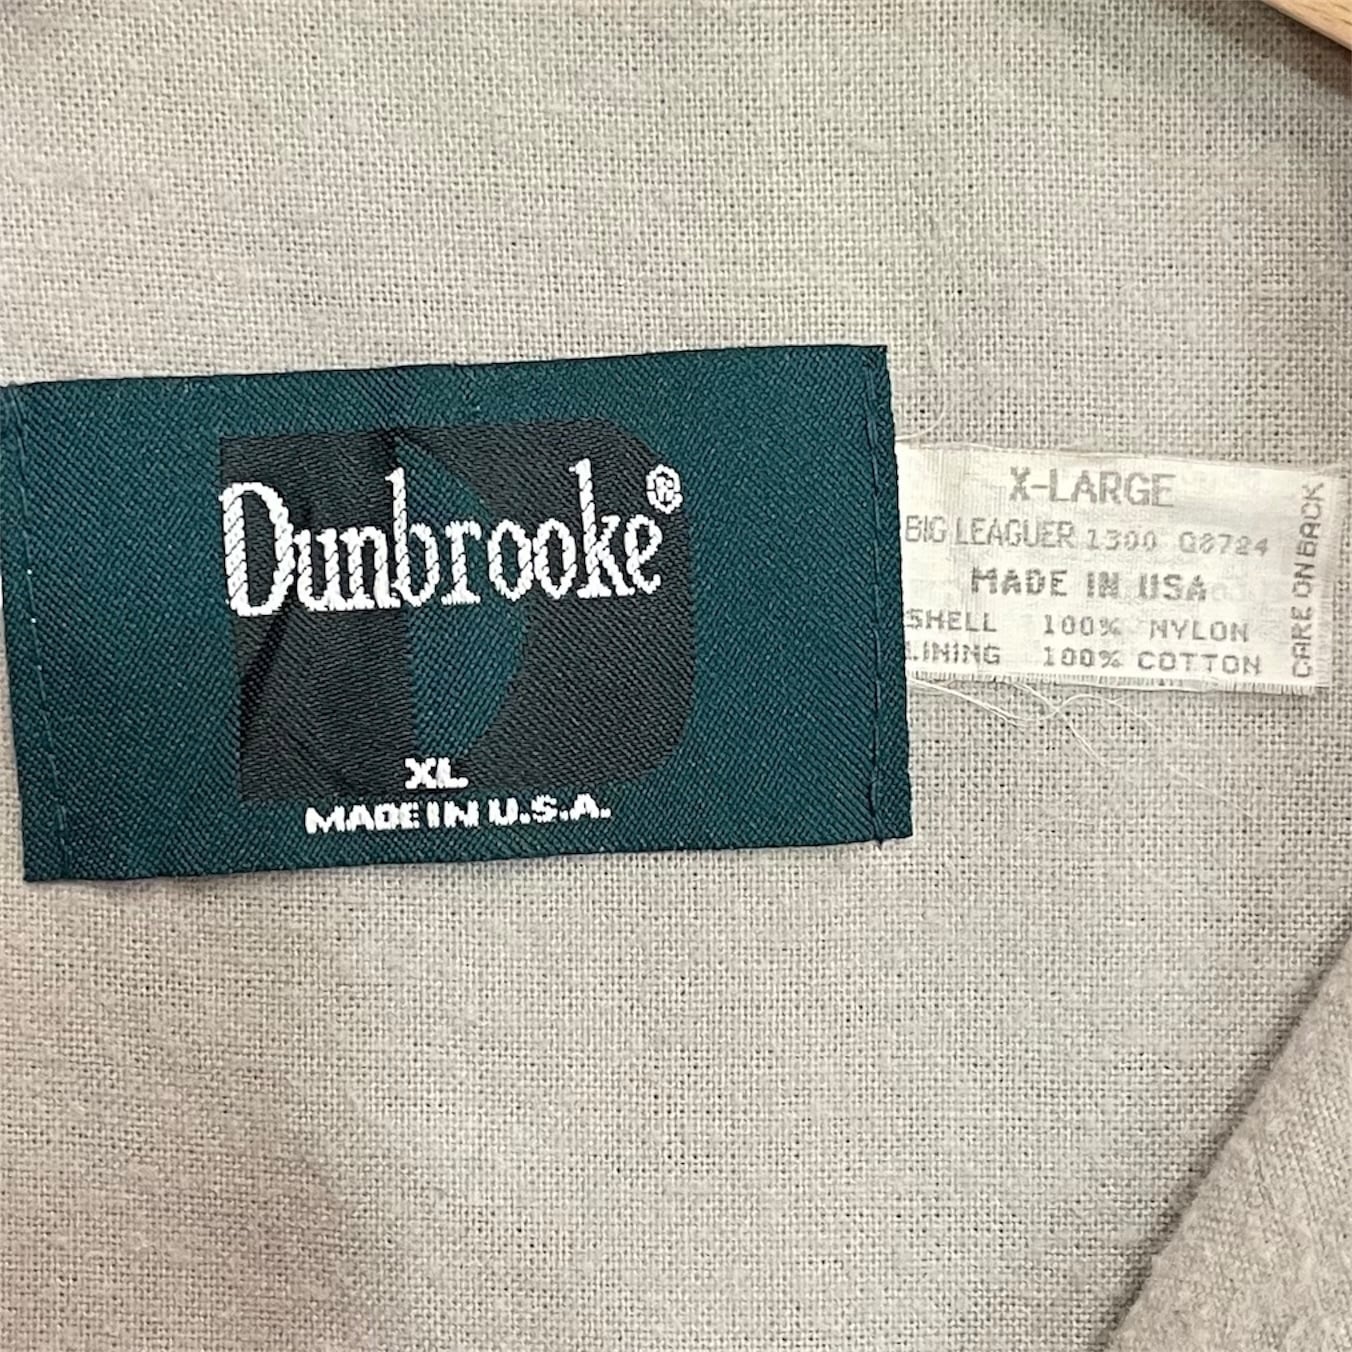 Dunbrooke®
XL
MADE IN U.S.A.
X-LARGE
BIG LEAGUER 1300 Q8724
MADE IN USA
SHELL 100% NYLON
LINING 100% COTTON
CARE ON BACK